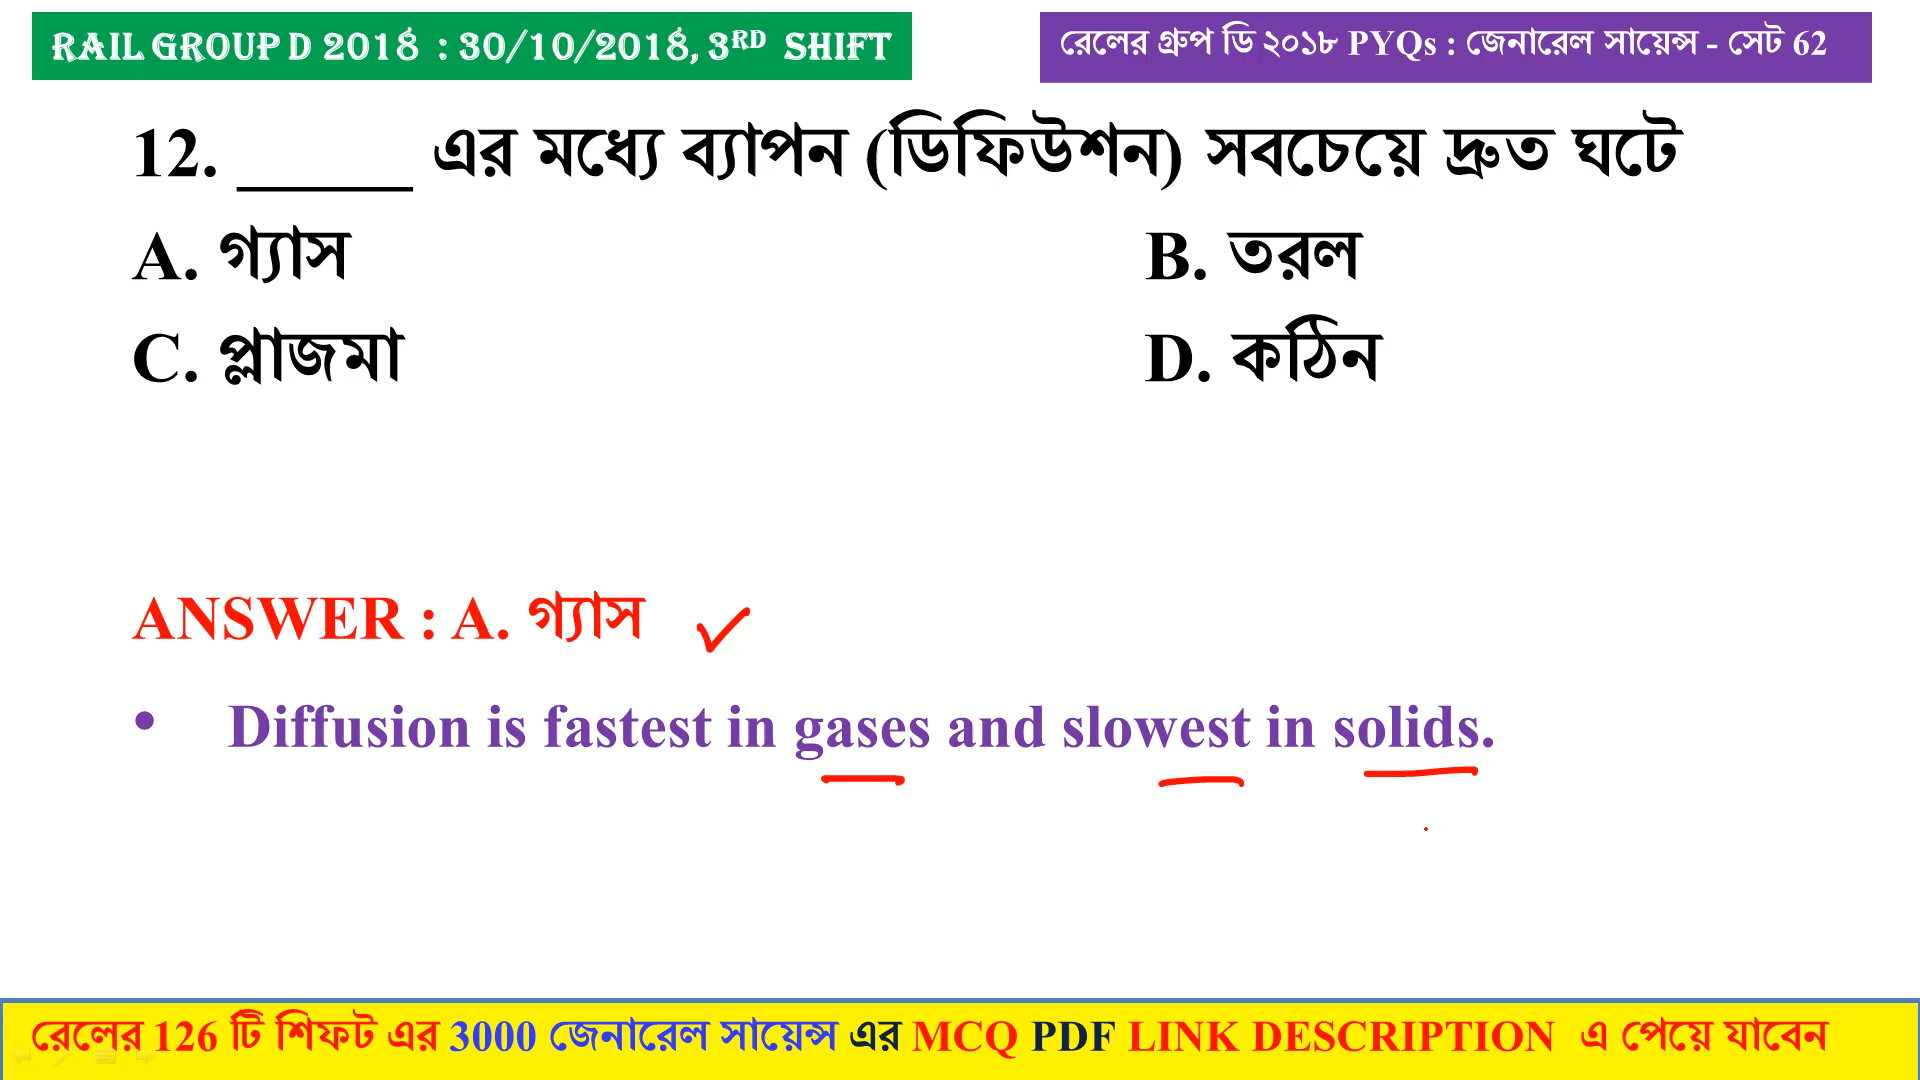 RAIL GROUP D 2018 : 30/10/2018, 3RD SHIFT
রেলের গ্রুপ ডি ২০১৮ PYQs : জেনারেল সায়েন্স - সেট 62
12. _____ এর মধ্যে ব্যাপন (ডিফিউশন) সবচেয়ে দ্রুত ঘটে
A. গ্যাস
B. তরল
C. প্লাজমা
D. কঠিন
ANSWER : A. গ্যাস
• Diffusion is fastest in gases and slowest in solids.
রেলের 126 টি শিফট এর 3000 জেনারেল সায়েন্স এর MCQ PDF LINK DESCRIPTION এ পেয়ে যাবেন